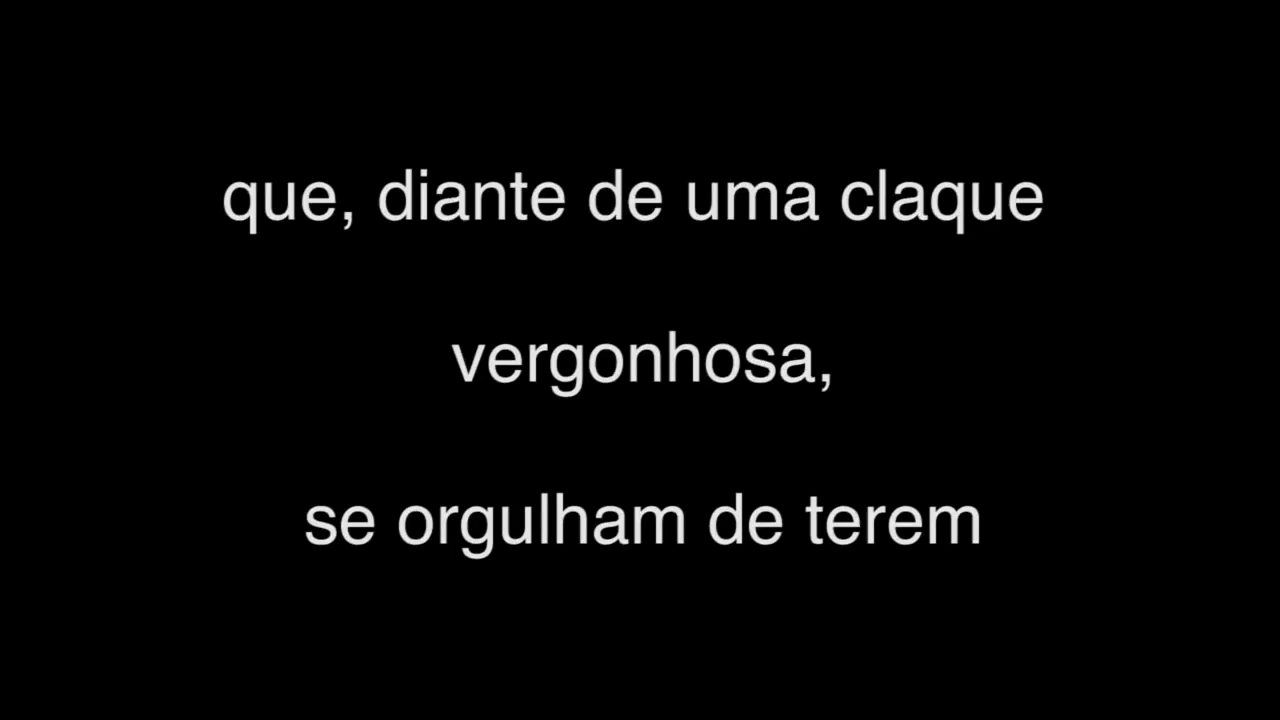 que, diante de uma claque
vergonhosa,
se orgulham de terem